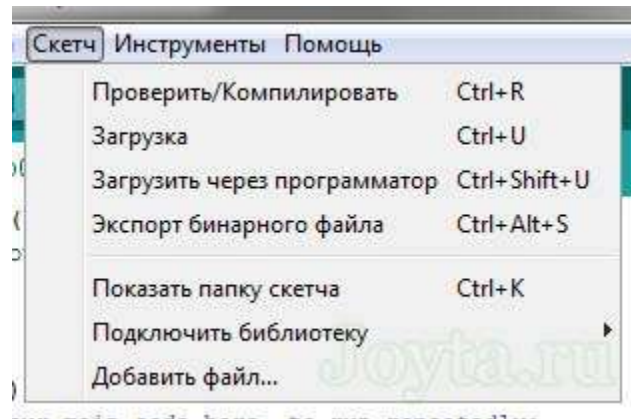 Скетч Инструменты Помощь
Проверить/Компилировать Ctrl+R
Загрузка Ctrl+U
Загрузить через программатор Ctrl+Shift+U
Экспорт бинарного файла Ctrl+Alt+S
Показать папку скетча Ctrl+K
Подключить библиотеку
Добавить файл...
Joyta.ru